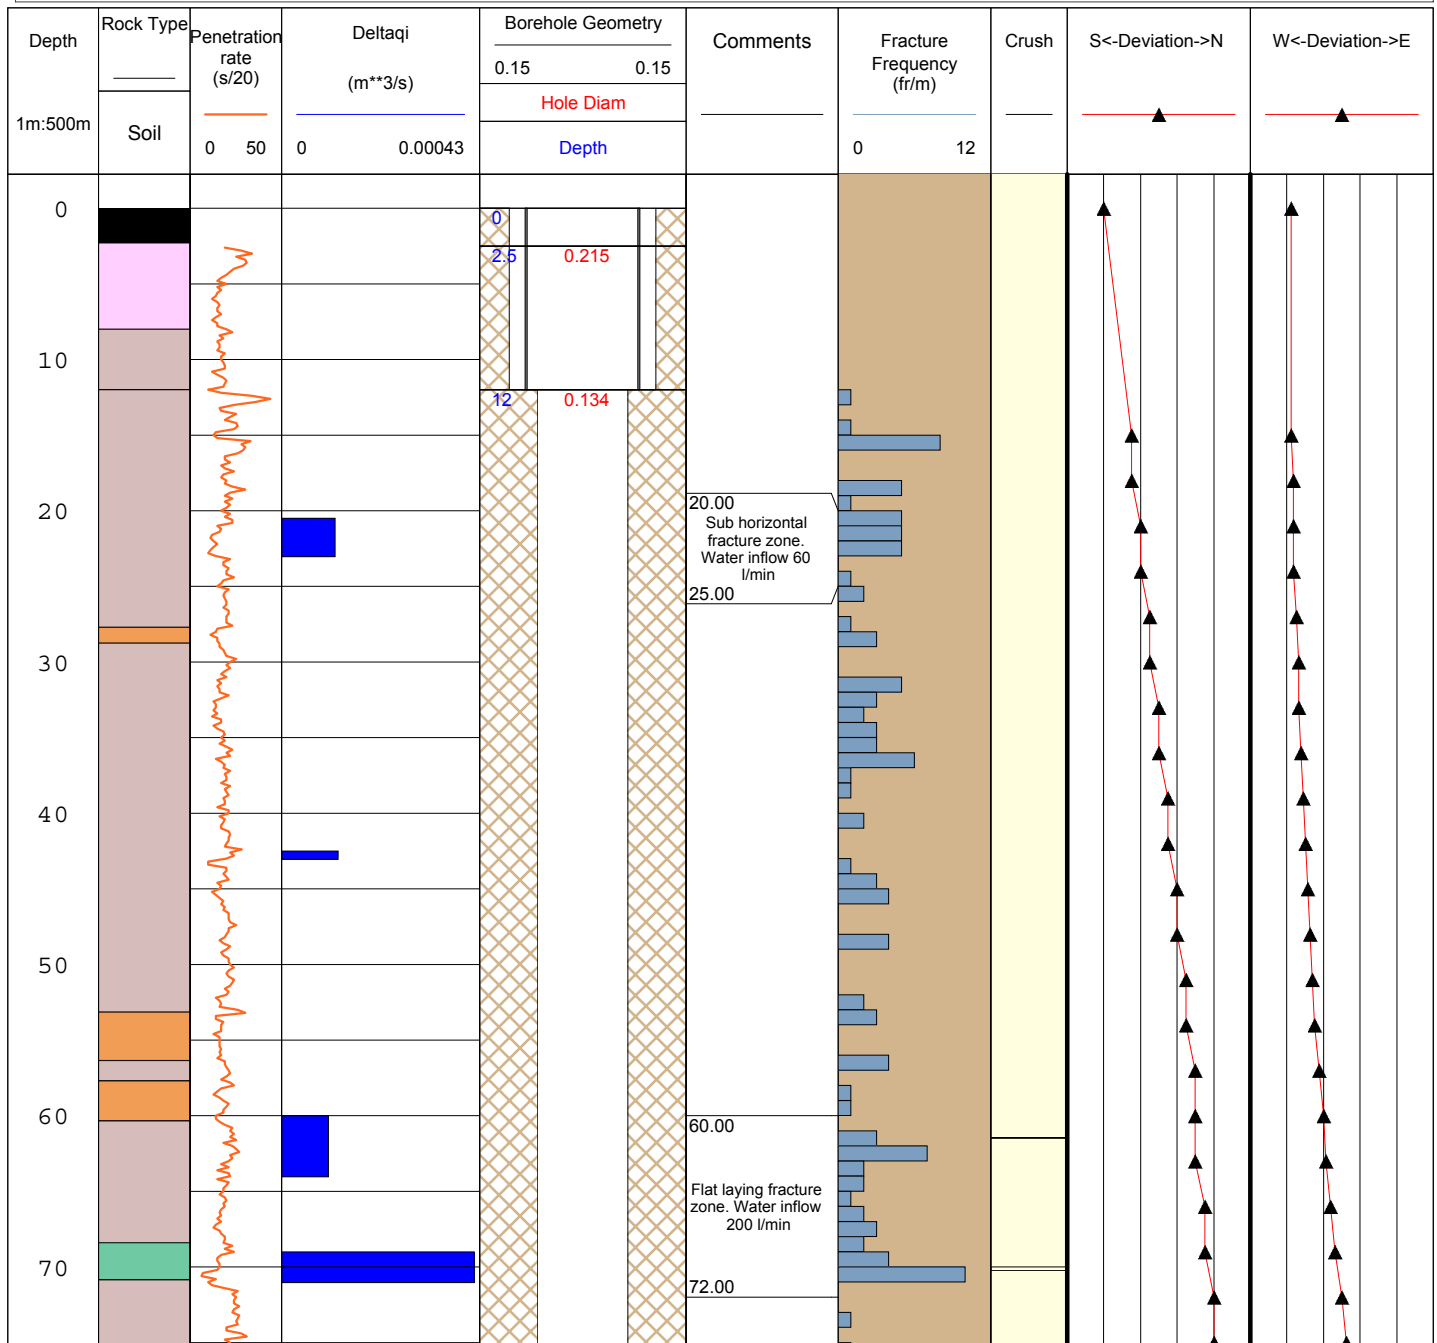 Depth
1m:500m
Rock Type
Soil
Penetration
rate
(s/20)
0 50
Deltaqi
(m**3/s)
0 0.00043
Borehole Geometry
0.15 0.15
Hole Diam
Depth
Comments
Fracture
Frequency
(fr/m)
0 12
Crush
S<-Deviation->N
W<-Deviation->E
0
10
20
30
40
50
60
70
0
2.5 0.215
12 0.134
20.00
Sub horizontal
fracture zone.
Water inflow 60
l/min
25.00
60.00
Flat laying fracture
zone. Water inflow
200 l/min
72.00